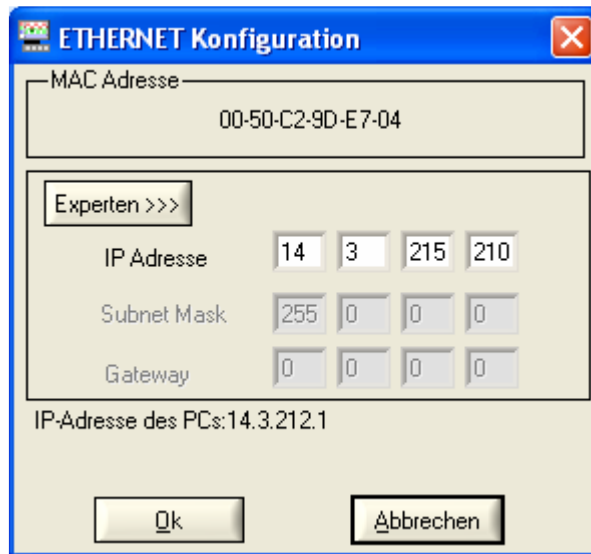 ETHERNET Konfiguration
MAC Adresse
00-50-C2-9D-E7-04
Experten >>>
IP Adresse 14 3 215 210
Subnet Mask 255 0 0 0
Gateway 0 0 0 0
IP-Adresse des PCs:14.3.212.1
Ok Abbrechen